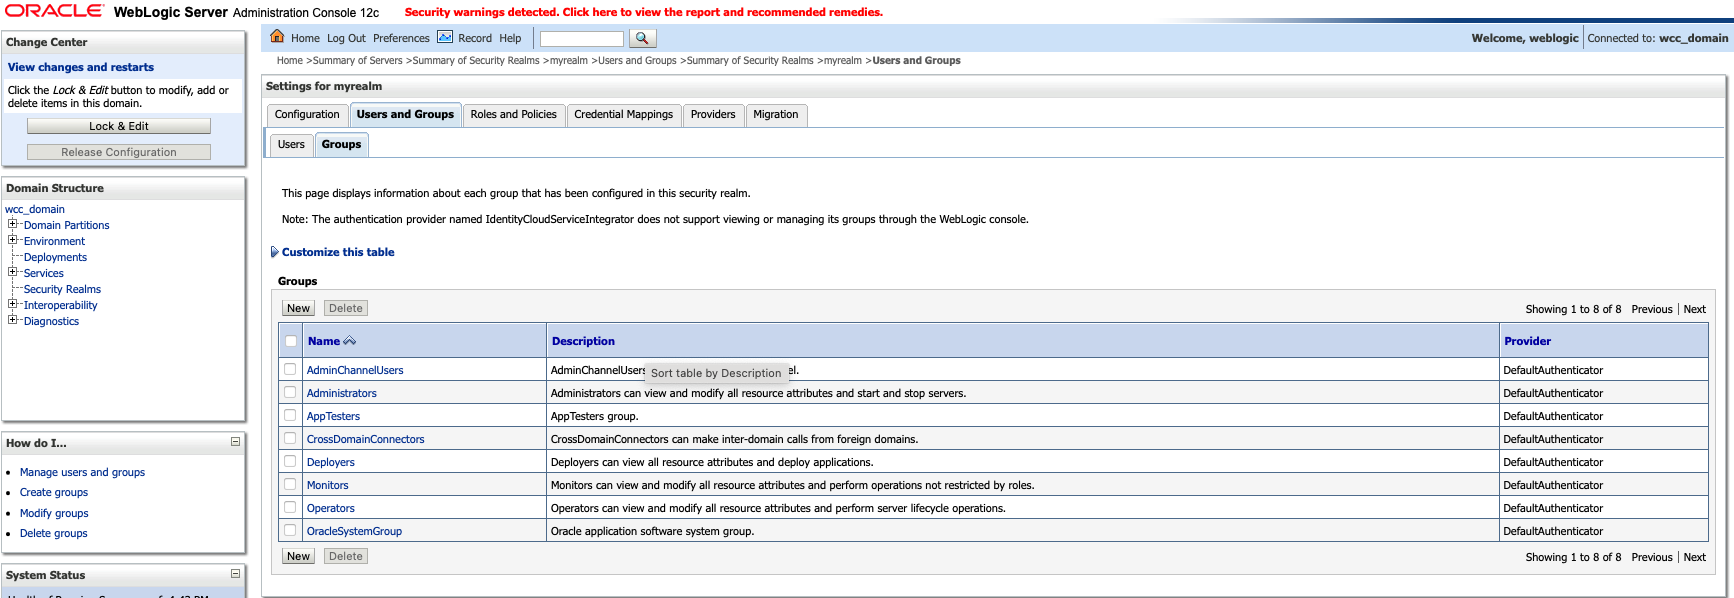 ORACLE WebLogic Server Administration Console 12c
Security warnings detected. Click here to view the report and recommended remedies.
Change Center
View changes and restarts
Click the Lock & Edit button to modify, add or
delete items in this domain.
Lock & Edit
Release Configuration
Domain Structure
wcc_domain
Domain Partitions
Environment
Deployments
Services
Security Realms
Interoperability
Diagnostics
How do I...
Manage users and groups
Create groups
Modify groups
Delete groups
System Status
Home Log Out Preferences Record Help
Welcome, weblogic Connected to: wcc_domain
Home >Summary of Servers >Summary of Security Realms >myrealm >Users and Groups >Summary of Security Realms >myrealm >Users and Groups
Settings for myrealm
Configuration Users and Groups Roles and Policies Credential Mappings Providers Migration
Users Groups
This page displays information about each group that has been configured in this security realm.
Note: The authentication provider named IdentityCloudServiceIntegrator does not support viewing or managing its groups through the WebLogic console.
Customize this table
Groups
New Delete Showing 1 to 8 of 8 Previous Next
Name Description Provider
AdminChannelUsers AdminChannelUsers Sort table by Description el. DefaultAuthenticator
Administrators Administrators can view and modify all resource attributes and start and stop servers. DefaultAuthenticator
AppTesters AppTesters group. DefaultAuthenticator
CrossDomainConnectors CrossDomainConnectors can make inter-domain calls from foreign domains. DefaultAuthenticator
Deployers Deployers can view all resource attributes and deploy applications. DefaultAuthenticator
Monitors Monitors can view and modify all resource attributes and perform operations not restricted by roles. DefaultAuthenticator
Operators Operators can view and modify all resource attributes and perform server lifecycle operations. DefaultAuthenticator
OracleSystemGroup Oracle application software system group. DefaultAuthenticator
New Delete Showing 1 to 8 of 8 Previous Next